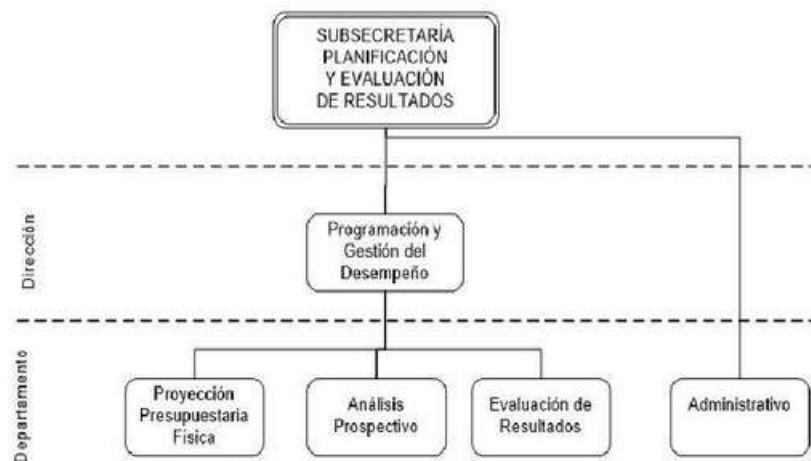 SUBSECRETARÍA
PLANIFICACIÓN
Y EVALUACIÓN
DE RESULTADOS
Dirección
Programación y
Gestión del
Desempeño
Departamento
Proyección
Presupuestaria
Física
Análisis
Prospectivo
Evaluación de
Resultados
Administrativo